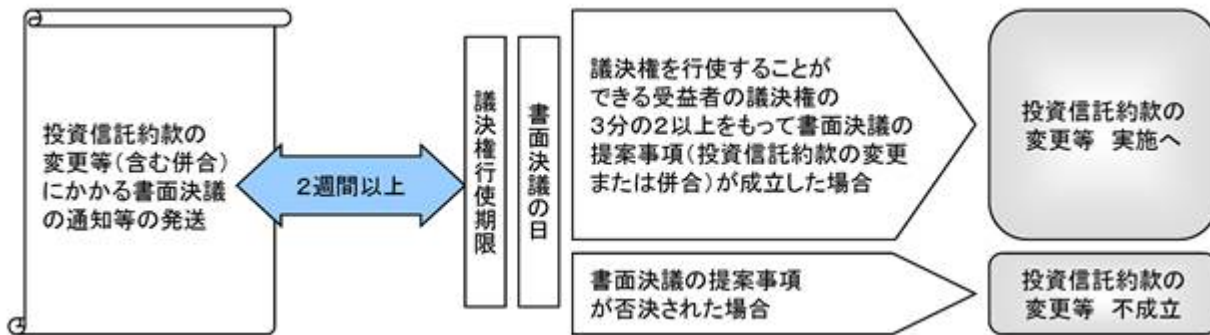 投資信託約款の
変更等(含む併合)
にかかる書面決議
の通知等の発送
２週間以上
議決権行使期限
書面決議の日
議決権を行使することが
できる受益者の議決権の
３分の２以上をもって書面決議の
提案事項(投資信託約款の変更
または併合)が成立した場合
投資信託約款の
変更等　実施へ
書面決議の提案事項
が否決された場合
投資信託約款の
変更等　不成立